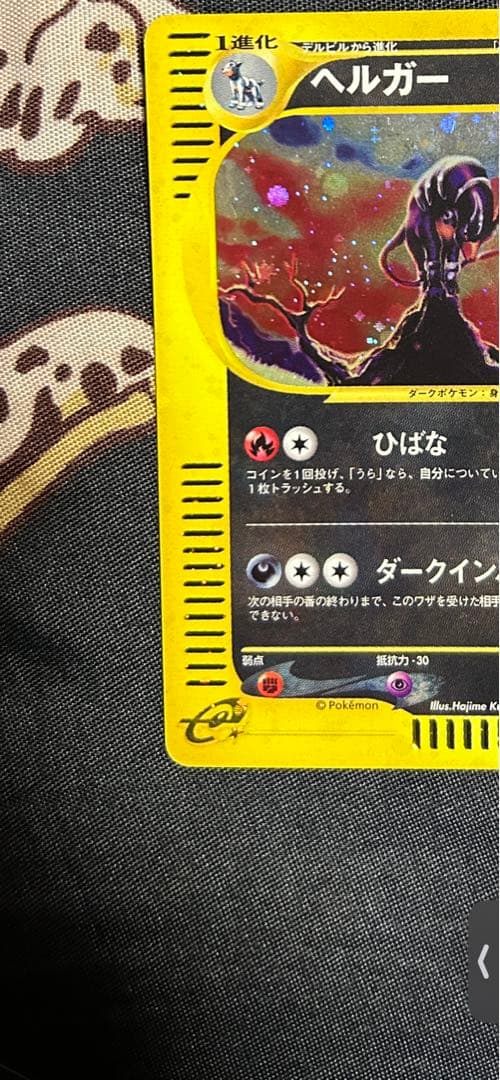 1進化
デルビルから進化
ヘルガー
ダークポケモン：身
ひばな
コインを1回投げ、「うら」なら、自分についてい
1枚トラッシュする。
ダークイン
次の相手の番の終わりまで、このワザを受けた相手
できない。
弱点
抵抗力-30
©Pokémon
Illus.Hajime Ku
e